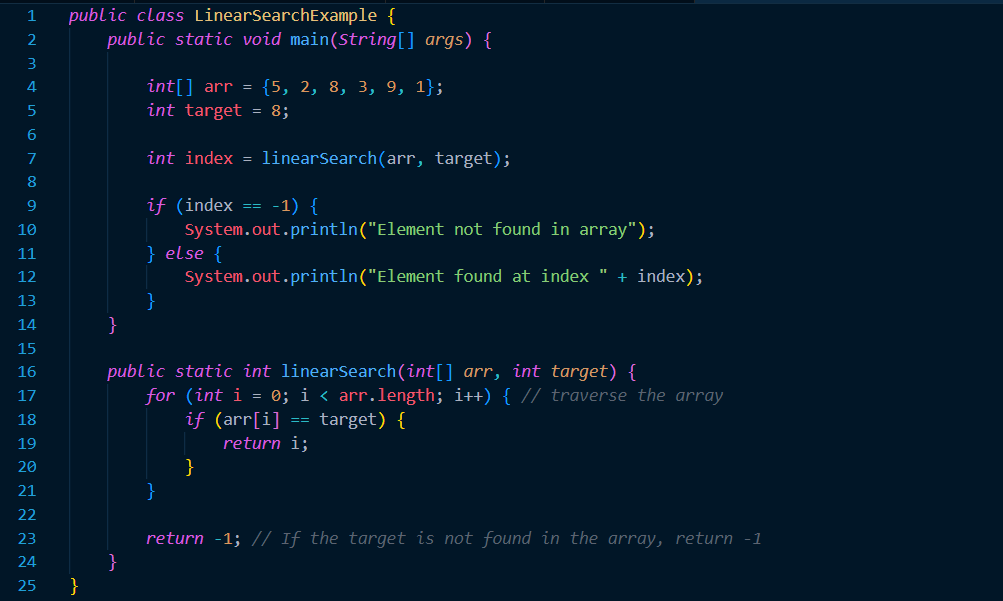 1 public class LinearSearchExample {
2     public static void main(String[] args) {
3
4         int[] arr = {5, 2, 8, 3, 9, 1};
5         int target = 8;
6
7         int index = linearSearch(arr, target);
8
9         if (index == -1) {
10             System.out.println("Element not found in array");
11         } else {
12             System.out.println("Element found at index " + index);
13         }
14     }
15
16     public static int linearSearch(int[] arr, int target) {
17         for (int i = 0; i < arr.length; i++) { // traverse the array
18             if (arr[i] == target) {
19                 return i;
20             }
21         }
22
23         return -1; // If the target is not found in the array, return -1
24     }
25 }